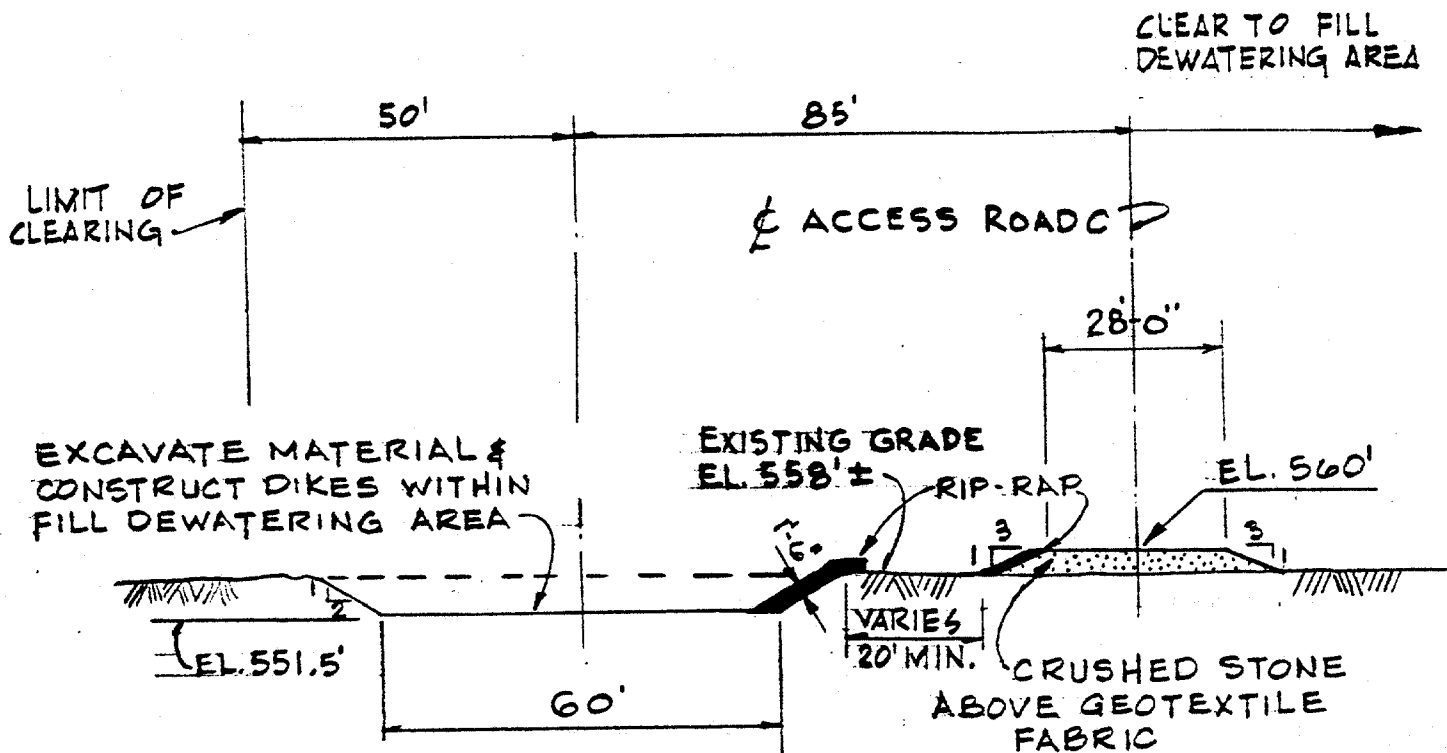 CLEAR TO FILL
DEWATERING AREA
50'
85'
LIMIT OF
CLEARING
℄ ACCESS ROAD C
28'-0"
EXCAVATE MATERIAL &
CONSTRUCT DIKES WITHIN
FILL DEWATERING AREA
EXISTING GRADE
EL. 558' ±
RIP-RAP
EL. 560'
1
3
3
1
1
2
VARIES
20' MIN.
EL. 551.5'
60'
CRUSHED STONE
ABOVE GEOTEXTILE
FABRIC